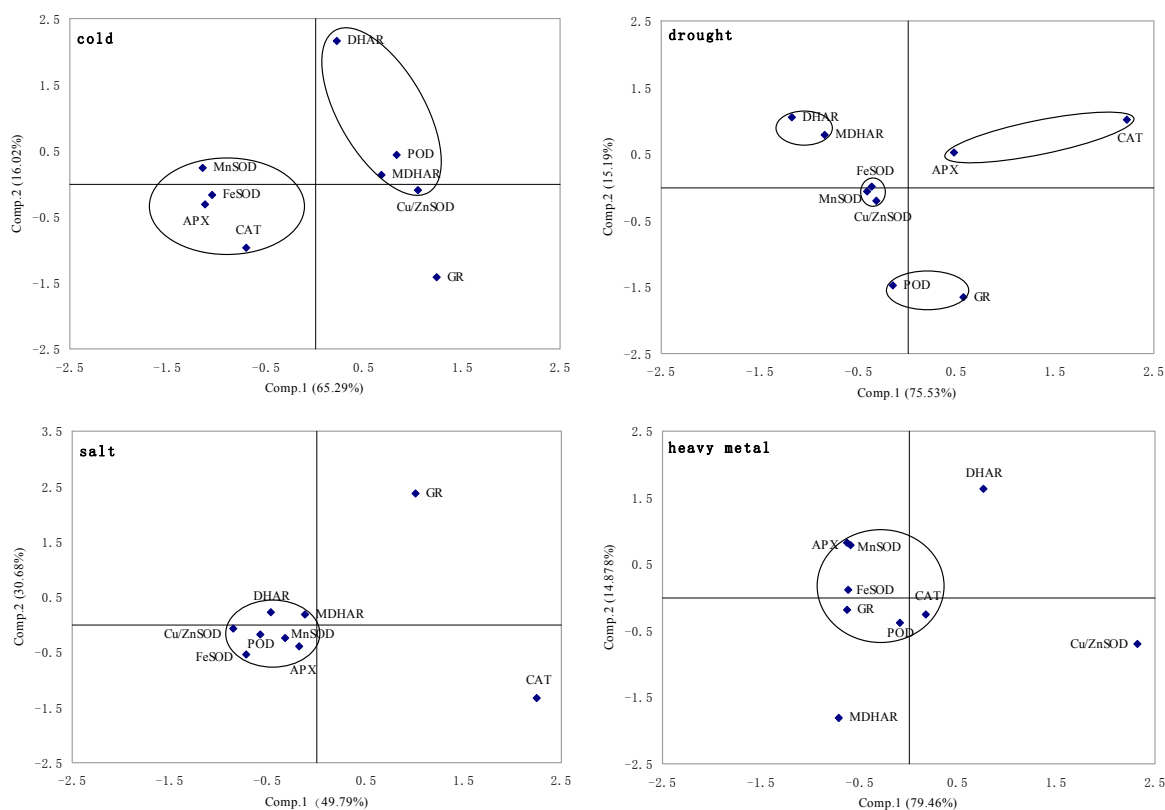 cold
2.5
1.5
0.5
-0.5
-1.5
-2.5
Comp.2 (16.02%)
DHAR
POD
MDHAR
Cu/ZnSOD
MnSOD
FeSOD
APX
CAT
GR
-2.5 -1.5 -0.5 0.5 1.5 2.5
Comp.1 (65.29%)
drought
2.5
1.5
0.5
-0.5
-1.5
-2.5
Comp.2 (15.19%)
DHAR
MDHAR
CAT
APX
FeSOD
MnSOD
Cu/ZnSOD
POD
GR
-2.5 -1.5 -0.5 0.5 1.5 2.5
Comp.1 (75.53%)
salt
3.5
2.5
1.5
0.5
-0.5
-1.5
-2.5
Comp.2 (30.68%)
GR
DHAR
MDHAR
Cu/ZnSOD
MnSOD
POD
FeSOD
APX
CAT
-2.5 -1.5 -0.5 0.5 1.5 2.5
Comp.1 (49.79%)
heavy metal
2.5
1.5
0.5
-0.5
-1.5
-2.5
Comp.2 (14.878%)
DHAR
APX
MnSOD
FeSOD
CAT
GR
POD
Cu/ZnSOD
MDHAR
-2.5 -1.5 -0.5 0.5 1.5 2.5
Comp.1 (79.46%)